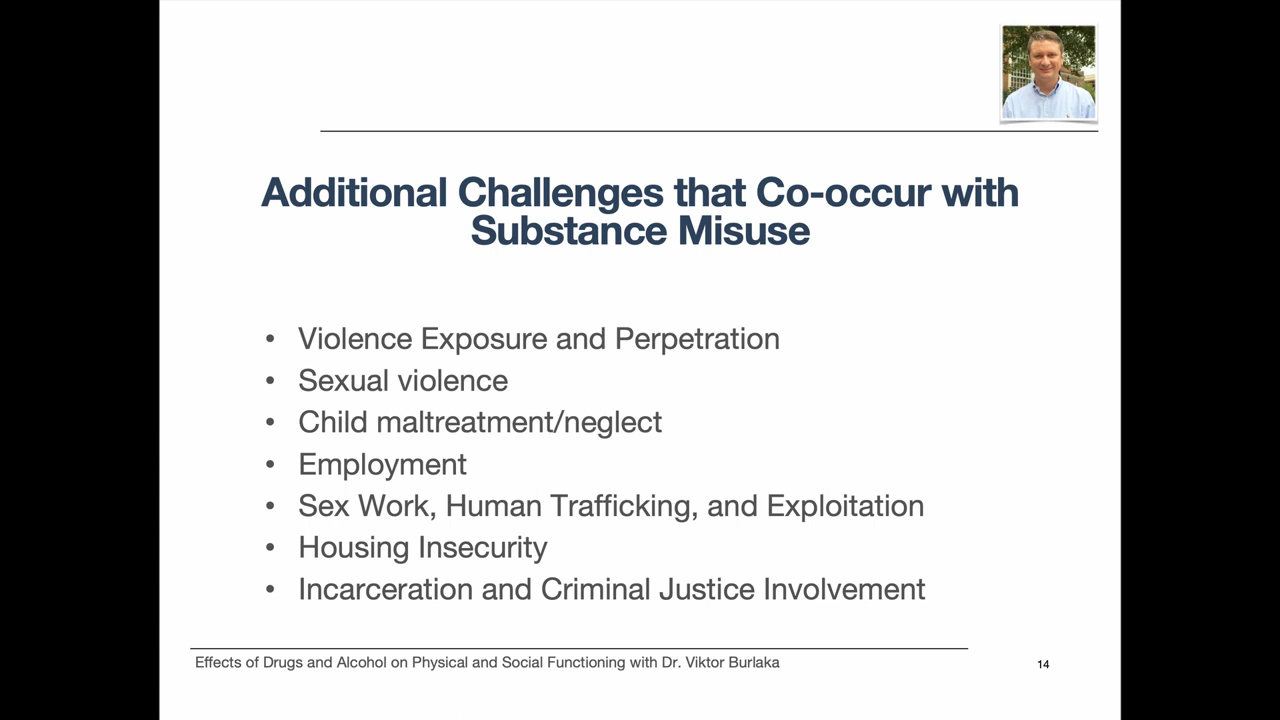 Additional Challenges that Co-occur with
Substance Misuse
• Violence Exposure and Perpetration
• Sexual violence
• Child maltreatment/neglect
• Employment
• Sex Work, Human Trafficking, and Exploitation
• Housing Insecurity
• Incarceration and Criminal Justice Involvement
Effects of Drugs and Alcohol on Physical and Social Functioning with Dr. Viktor Burlaka
14